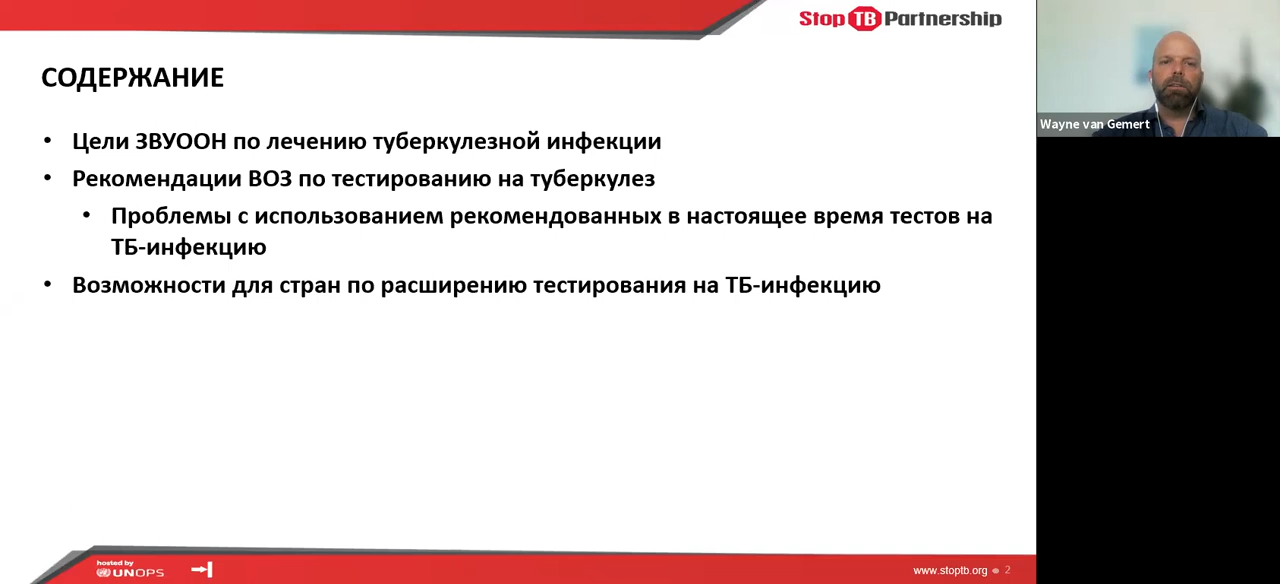 Stop TB Partnership
СОДЕРЖАНИЕ
• Цели ЗВУООН по лечению туберкулезной инфекции
• Рекомендации ВОЗ по тестированию на туберкулез
• Проблемы с использованием рекомендованных в настоящее время тестов на
ТБ-инфекцию
• Возможности для стран по расширению тестирования на ТБ-инфекцию
Wayne van Gemert
hosted by
UNOPS
www.stoptb.org 2